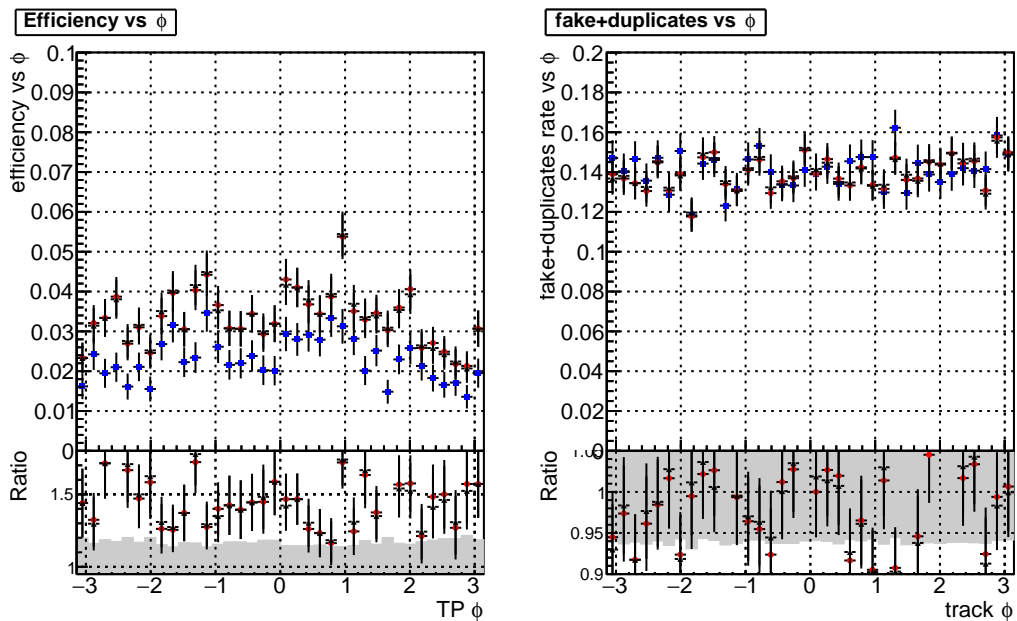 Efficiency vs ϕ
efficiency vs ϕ
0.1
0.09
0.08
0.07
0.06
0.05
0.04
0.03
0.02
0.01
0
Ratio
1.5
1
−3 −2 −1 0 1 2 3
TP ϕ
fake+duplicates vs ϕ
fake+duplicates rate vs ϕ
0.2
0.18
0.16
0.14
0.12
0.1
0.08
0.06
0.04
0.02
0
Ratio
1
0.95
0.9
−3 −2 −1 0 1 2 3
track ϕ